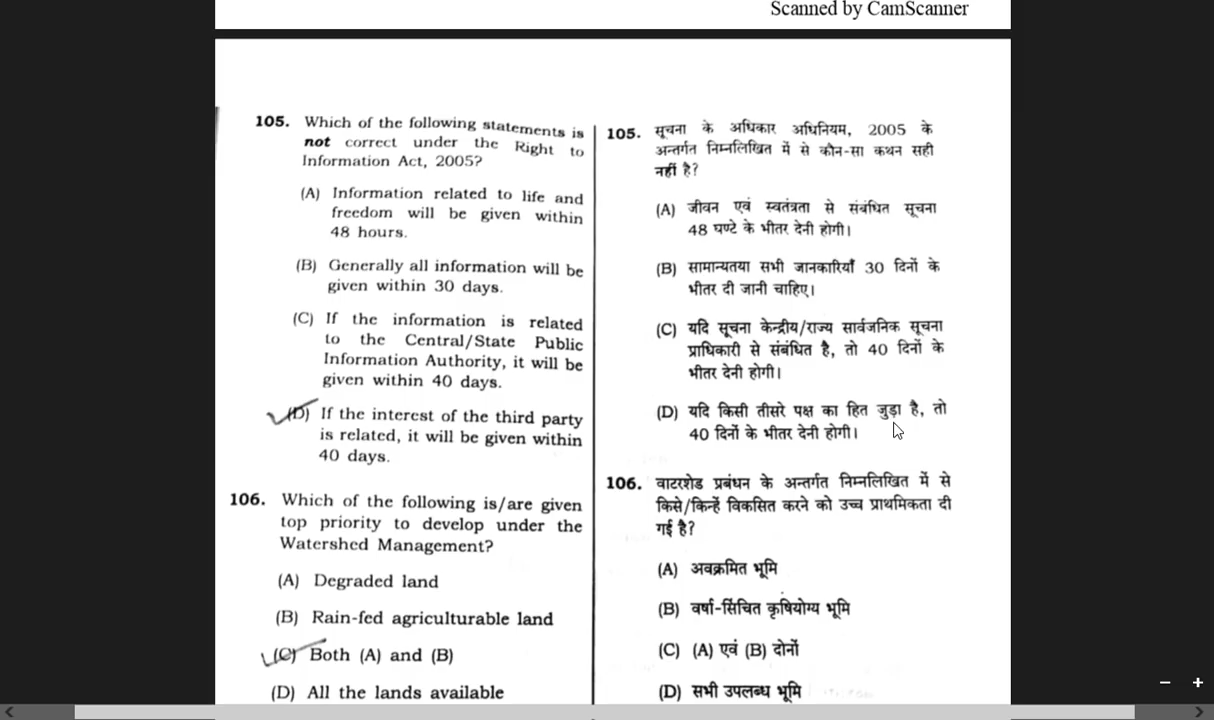 Scanned by CamScanner
105. Which of the following statements is
not correct under the Right to
Information Act, 2005?
(A) Information related to life and
freedom will be given within
48 hours.
(B) Generally all information will be
given within 30 days.
(C) If the information is related
to the Central/State Public
Information Authority, it will be
given within 40 days.
(D) If the interest of the third party
is related, it will be given within
40 days.
106. Which of the following is/are given
top priority to develop under the
Watershed Management?
(A) Degraded land
(B) Rain-fed agriculturable land
(C) Both (A) and (B)
(D) All the lands available
105. सूचना के अधिकार अधिनियम, 2005 के
अन्तर्गत निम्नलिखित में से कौन-सा कथन सही
नहीं है?
(A) जीवन एवं स्वतंत्रता से संबंधित सूचना
48 घण्टे के भीतर देनी होगी।
(B) सामान्यतया सभी जानकारियाँ 30 दिनों के
भीतर दी जानी चाहिए।
(C) यदि सूचना केन्द्रीय/राज्य सार्वजनिक सूचना
प्राधिकारी से संबंधित है, तो 40 दिनों के
भीतर देनी होगी।
(D) यदि किसी तीसरे पक्ष का हित जुड़ा है, तो
40 दिनों के भीतर देनी होगी।
106. वाटरशेड प्रबंधन के अन्तर्गत निम्नलिखित में से
किसे/किन्हें विकसित करने को उच्च प्राथमिकता दी
गई है?
(A) अवक्रमित भूमि
(B) वर्षा-सिंचित कृषियोग्य भूमि
(C) (A) एवं (B) दोनों
(D) सभी उपलब्ध भूमि